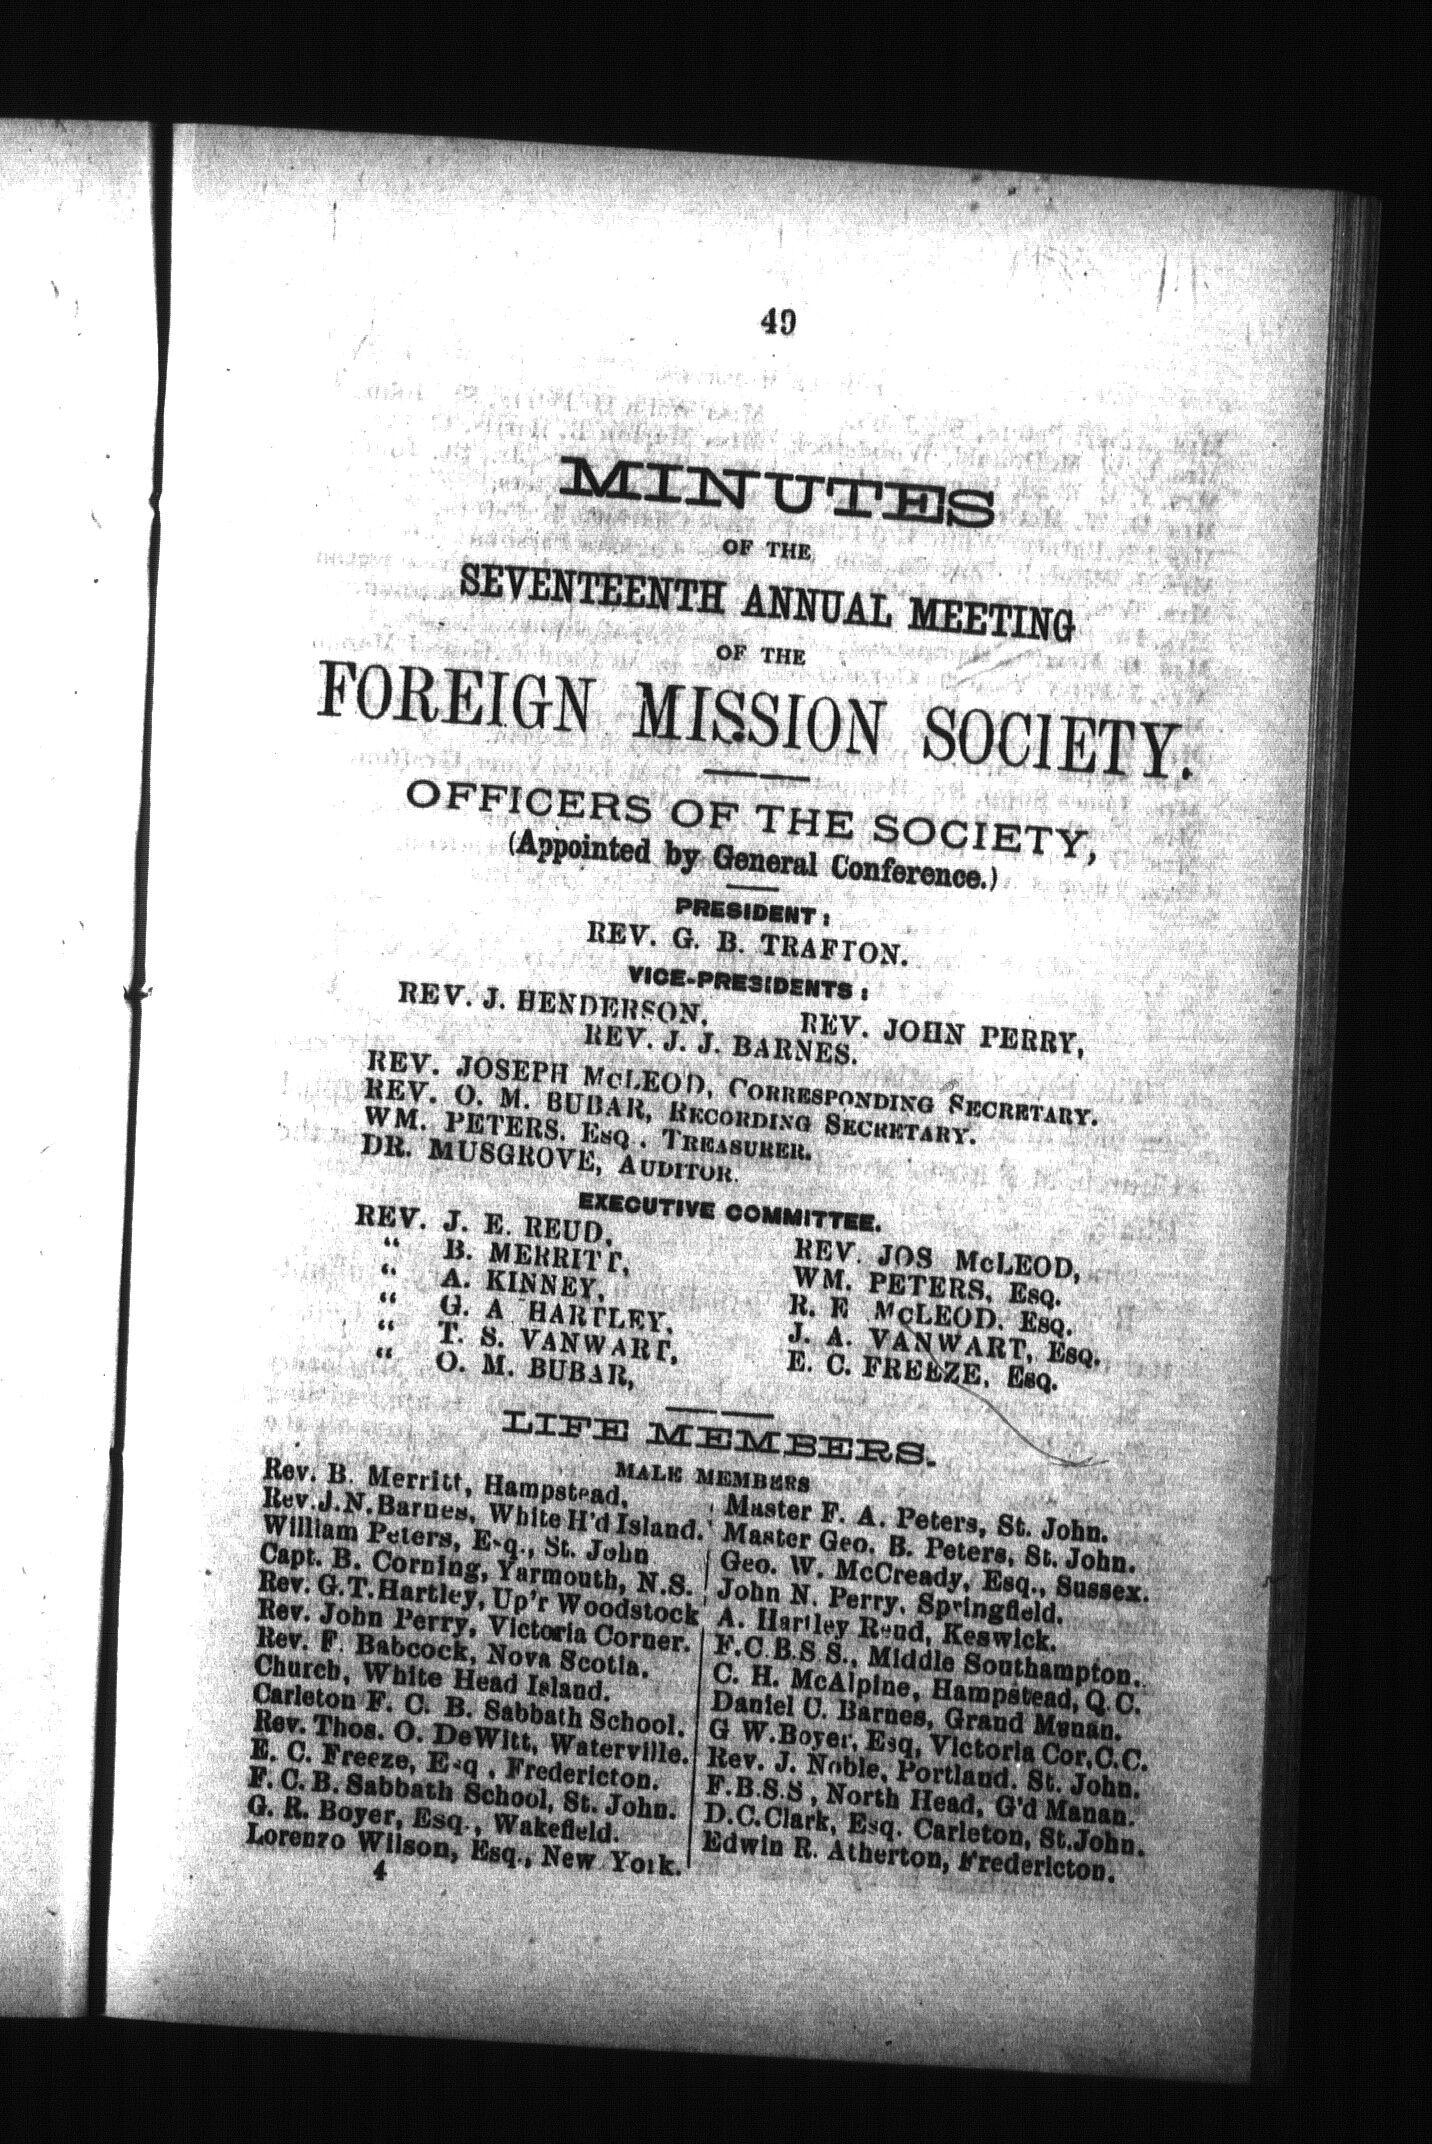 49
MINUTES
OF THE
SEVENTEENTH ANNUAL MEETING
OF THE
FOREIGN MISSION SOCIETY.
OFFICERS OF THE SOCIETY,
(Appointed by General Conference.)
PRESIDENT:
REV. G. B. TRAFTON.
VICE-PRESIDENTS:
REV. J. HENDERSON, REV. JOHN PERRY,
REV. J. J. BARNES.
REV. JOSEPH McLEOD, CORRESPONDING SECRETARY.
REV. O. M. BUBAR, RECORDING SECRETARY.
WM. PETERS. ESQ., TREASURER.
DR. MUSGROVE, AUDITOR.
EXECUTIVE COMMITTEE.
REV. J. E. REUD,
" B. MERRITT,
" A. KINNEY,
" G. A HARTLEY,
" T. S. VANWART,
" O. M. BUBAR,
REV. JOS McLEOD,
WM. PETERS, ESQ.
R. E McLEOD. ESQ.
J. A. VANWART, ESQ.
E. C. FREEZE, ESQ.
LIFE MEMBERS.
MALE MEMBERS
Rev. B. Merritt, Hampstead,
Rev. J. N. Barnes, White H'd Island.
William Peters, Esq., St. John
Capt. B. Corning, Yarmouth, N.S.
Rev. G. T. Hartley, Up'r Woodstock
Rev. John Perry, Victoria Corner.
Rev. F. Babcock, Nova Scotia.
Church, White Head Island.
Carleton F. C. B. Sabbath School.
Rev. Thos. O. DeWitt, Waterville.
E. C. Freeze, Esq, Fredericton.
F. C. B. Sabbath School, St. John.
G. R. Boyer, Esq., Wakefield.
Lorenzo Wilson, Esq., New York.
Master F. A. Peters, St. John.
Master Geo. B. Peters, St. John.
Geo. W. McCready, Esq., Sussex.
John N. Perry, Springfield.
A. Hartley Reud, Keswick.
F.C.B.S S., Middle Southampton.
C. H. McAlpine, Hampstead, Q.C.
Daniel C. Barnes, Grand Manan.
G W. Boyer, Esq, Victoria Cor, C.C.
Rev. J. Noble, Portland. St. John.
F.B.S.S, North Head, G'd Manan.
D.C. Clark, Esq. Carleton, St. John.
Edwin R. Atherton, Fredericton.
4